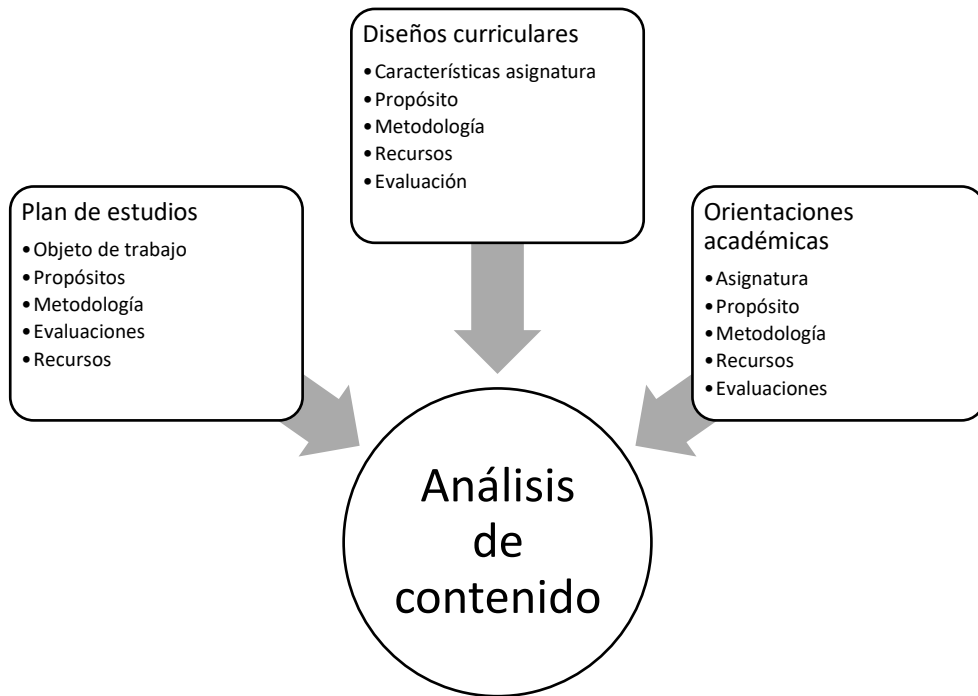 Diseños curriculares
•Características asignatura
•Propósito
•Metodología
•Recursos
•Evaluación
Plan de estudios
•Objeto de trabajo
•Propósitos
•Metodología
•Evaluaciones
•Recursos
Orientaciones
académicas
•Asignatura
•Propósito
•Metodología
•Recursos
•Evaluaciones
Análisis
de
contenido